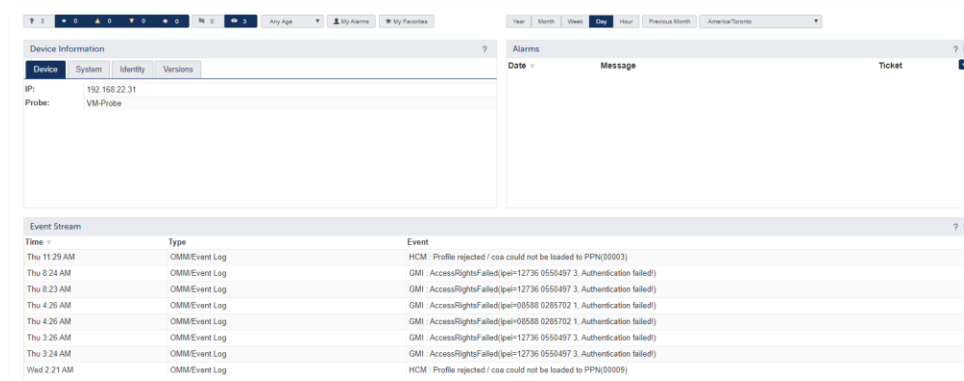 3 0 0 0 0 0 3 Any Age My Alarms My Favorites Year Month Week Day Hour Previous Month America/Toronto
Device Information ?
Device System Identity Versions
IP: 192.168.22.31
Probe: VM-Probe
Alarms ?
Date Message Ticket
Event Stream ?
Time Type Event
Thu 11:29 AM OMM/Event Log HCM : Profile rejected / coa could not be loaded to PPN(00003)
Thu 8:24 AM OMM/Event Log GMI : AccessRightsFailed(ipei=12736 0550497 3, Authentication failed!)
Thu 8:23 AM OMM/Event Log GMI : AccessRightsFailed(ipei=12736 0550497 3, Authentication failed!)
Thu 4:26 AM OMM/Event Log GMI : AccessRightsFailed(ipei=08588 0285702 1, Authentication failed!)
Thu 4:26 AM OMM/Event Log GMI : AccessRightsFailed(ipei=08588 0285702 1, Authentication failed!)
Thu 3:26 AM OMM/Event Log GMI : AccessRightsFailed(ipei=12736 0550497 3, Authentication failed!)
Thu 3:24 AM OMM/Event Log GMI : AccessRightsFailed(ipei=12736 0550497 3, Authentication failed!)
Wed 2:21 AM OMM/Event Log HCM : Profile rejected / coa could not be loaded to PPN(00009)